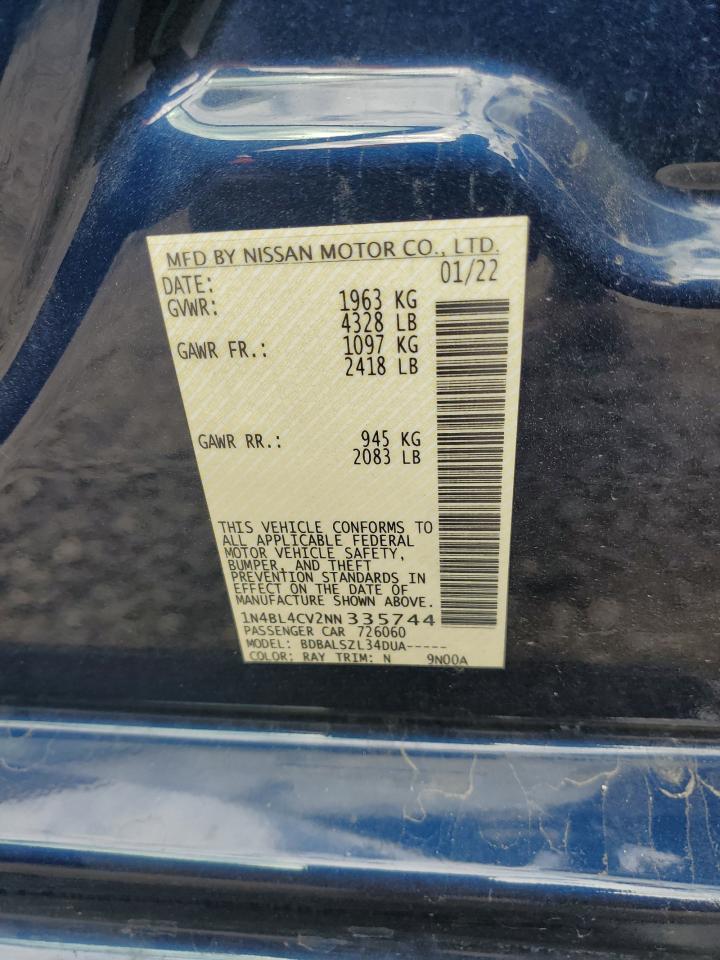 MFD BY NISSAN MOTOR CO., LTD.
DATE: 01/22
GVWR: 1963 KG
4328 LB
GAWR FR.: 1097 KG
2418 LB
GAWR RR.: 945 KG
2083 LB
THIS VEHICLE CONFORMS TO
ALL APPLICABLE FEDERAL
MOTOR VEHICLE SAFETY,
BUMPER, AND THEFT
PREVENTION STANDARDS IN
EFFECT ON THE DATE OF
MANUFACTURE SHOWN ABOVE.
1N4BL4CV2NN335744
PASSENGER CAR 726060
MODEL: BDBALSZL34DUA-----
COLOR: RAY TRIM: N 9N00A